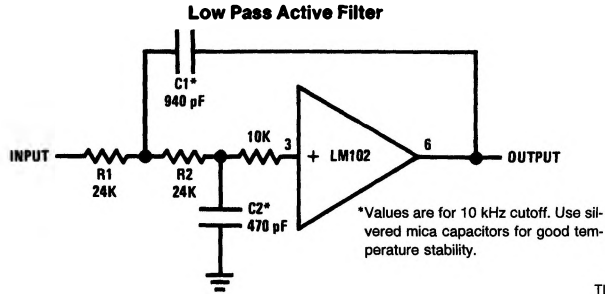 Low Pass Active Filter
C1*
940 pF
INPUT
R1
24K
R2
24K
10K
3
+
LM102
6
OUTPUT
C2*
470 pF
*Values are for 10 kHz cutoff. Use sil-
vered mica capacitors for good tem-
perature stability.